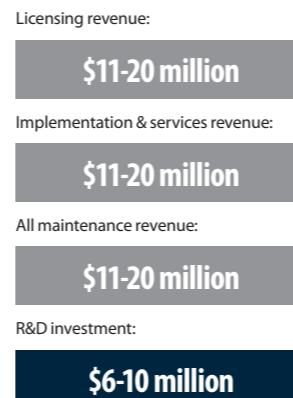 Licensing revenue:
$11-20 million
Implementation & services revenue:
$11-20 million
All maintenance revenue:
$11-20 million
R&D investment:
$6-10 million